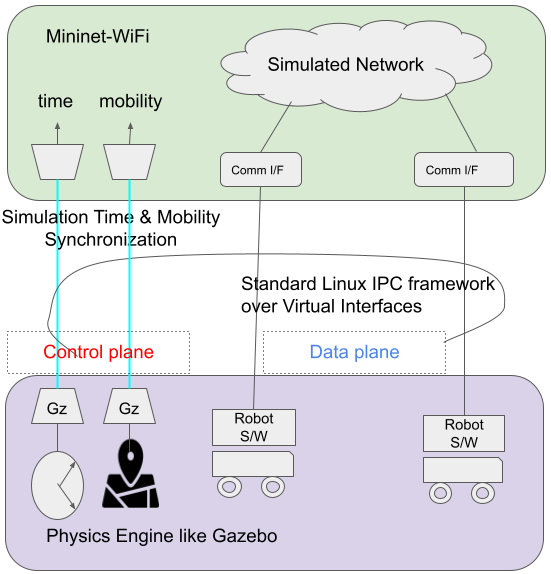 Mininet-WiFi
Simulated Network
time
mobility
Comm I/F
Comm I/F
Simulation Time & Mobility
Synchronization
Standard Linux IPC framework
over Virtual Interfaces
Control plane
Data plane
Gz
Gz
Robot
S/W
Robot
S/W
Physics Engine like Gazebo